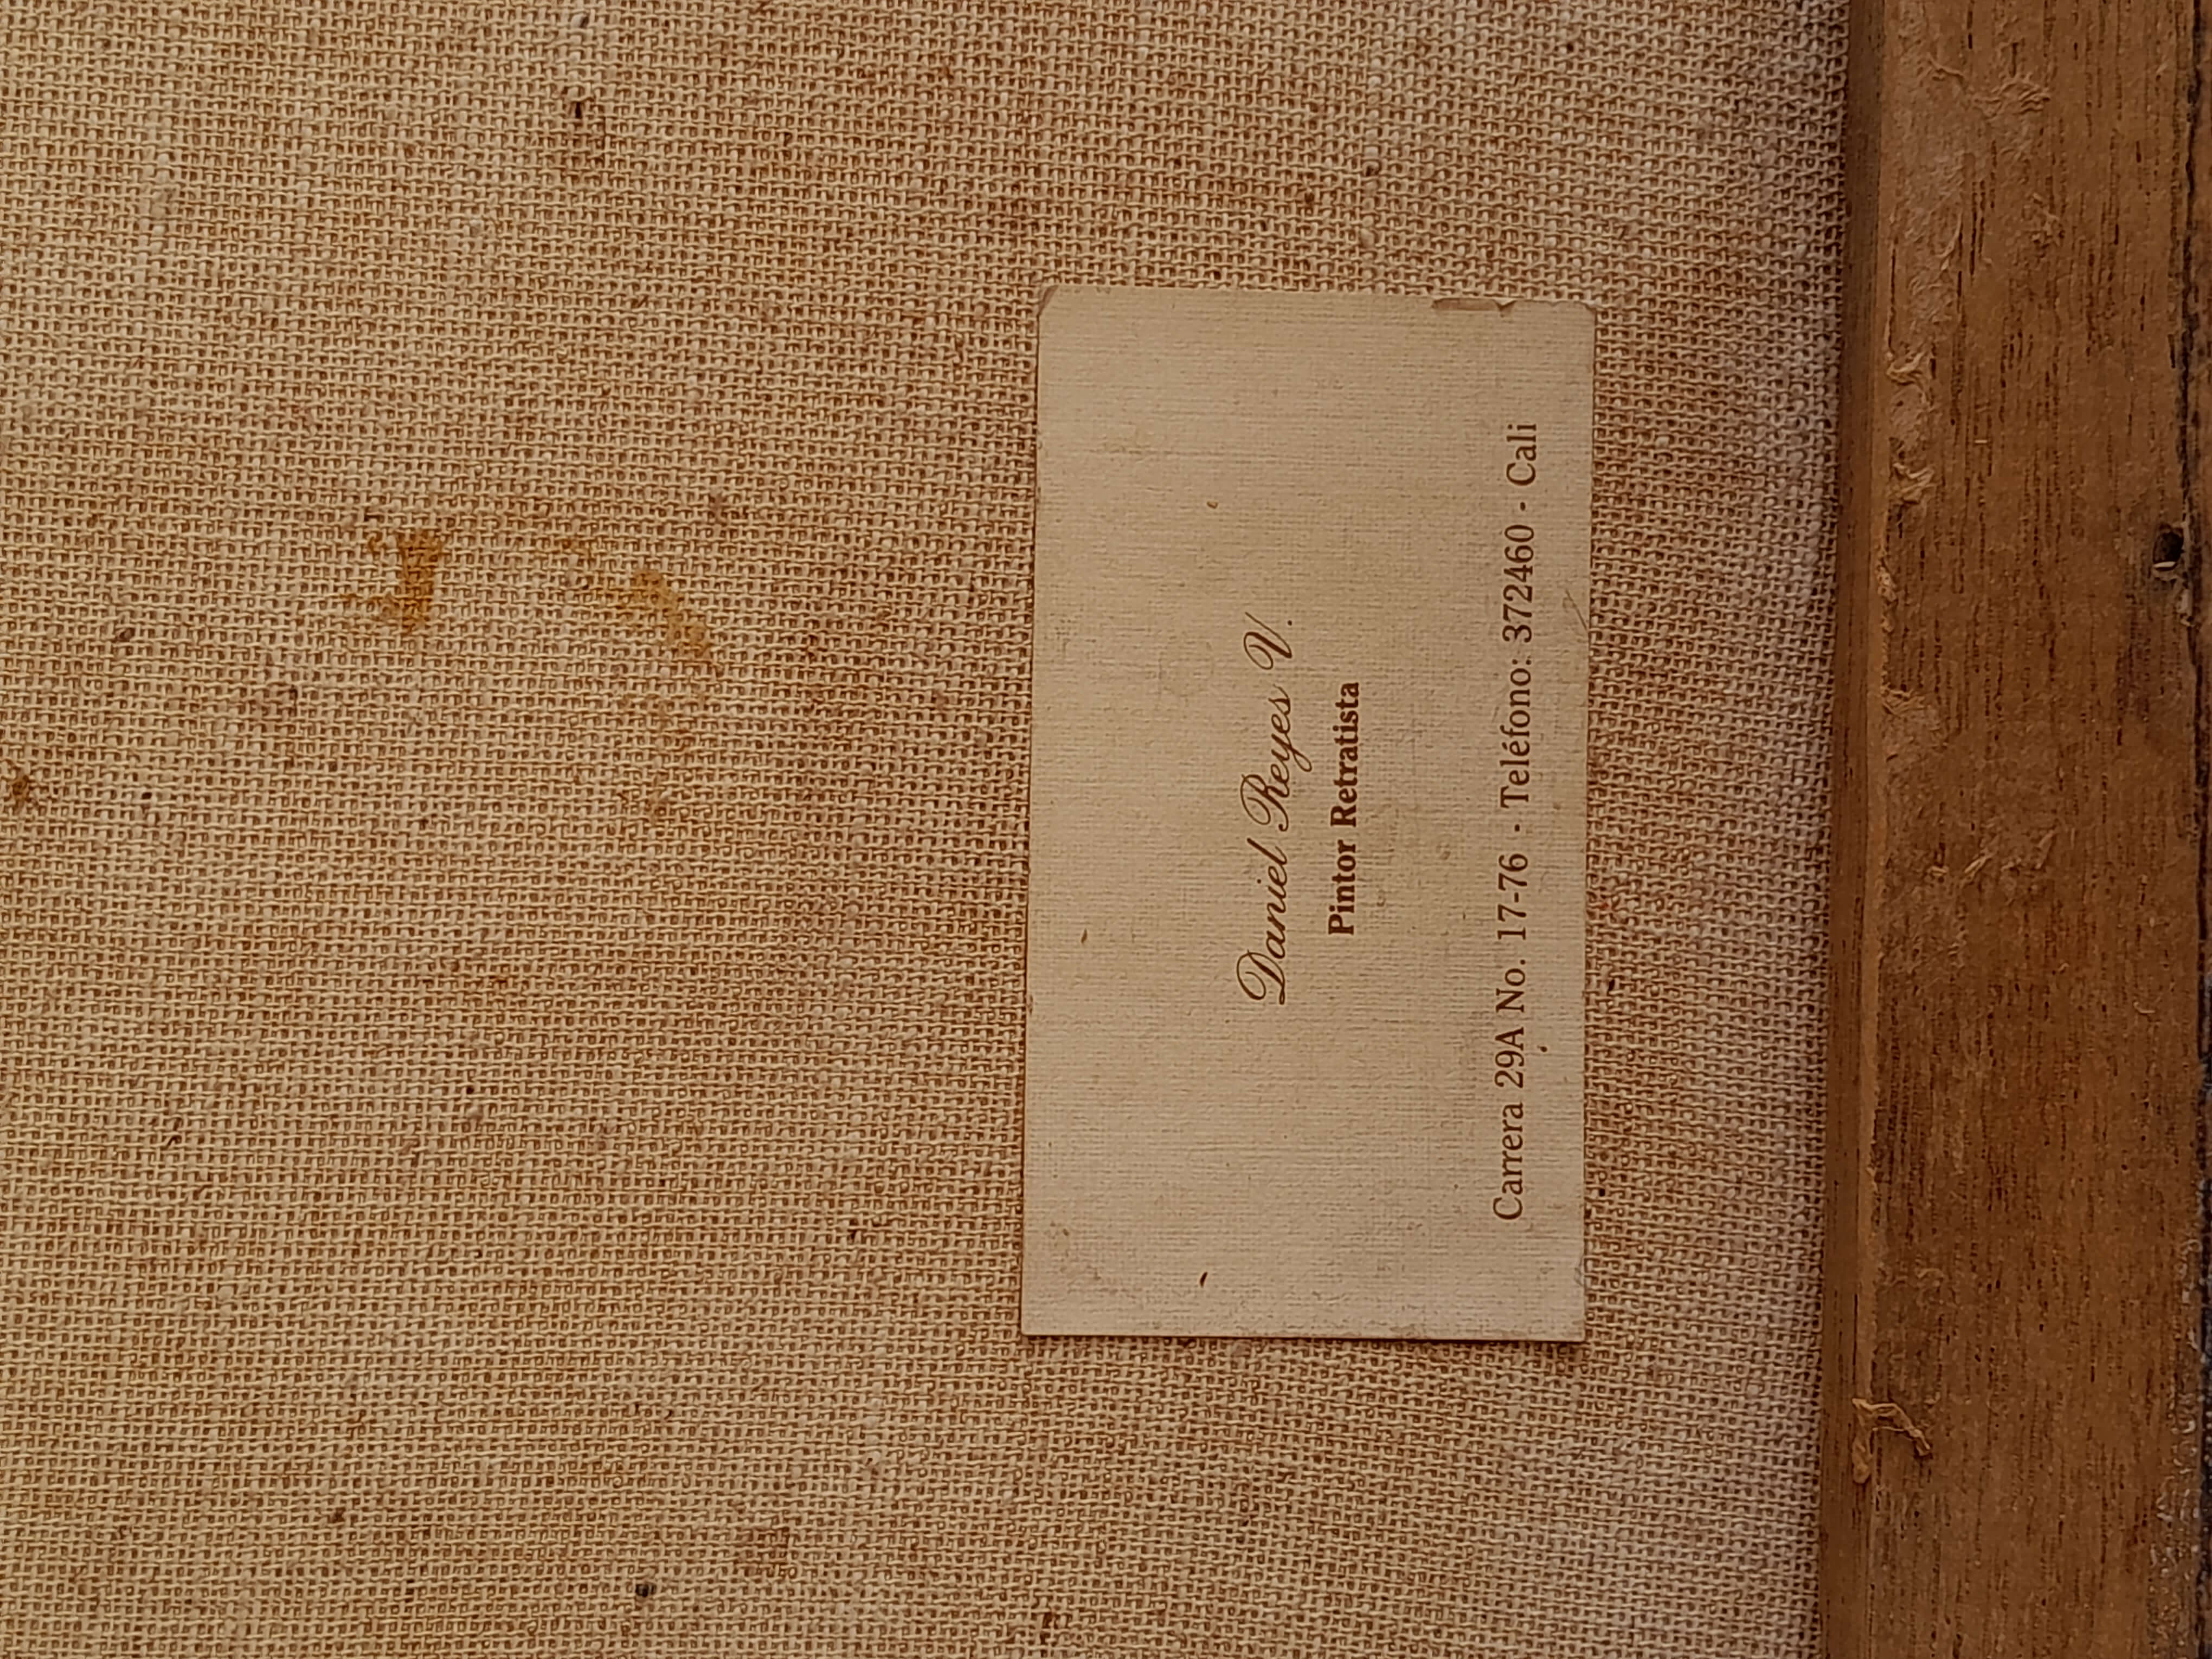 Daniel Reyes V.
Pintor Retratista
Carrera 29A No. 17-76 - Teléfono: 372460 - Cali